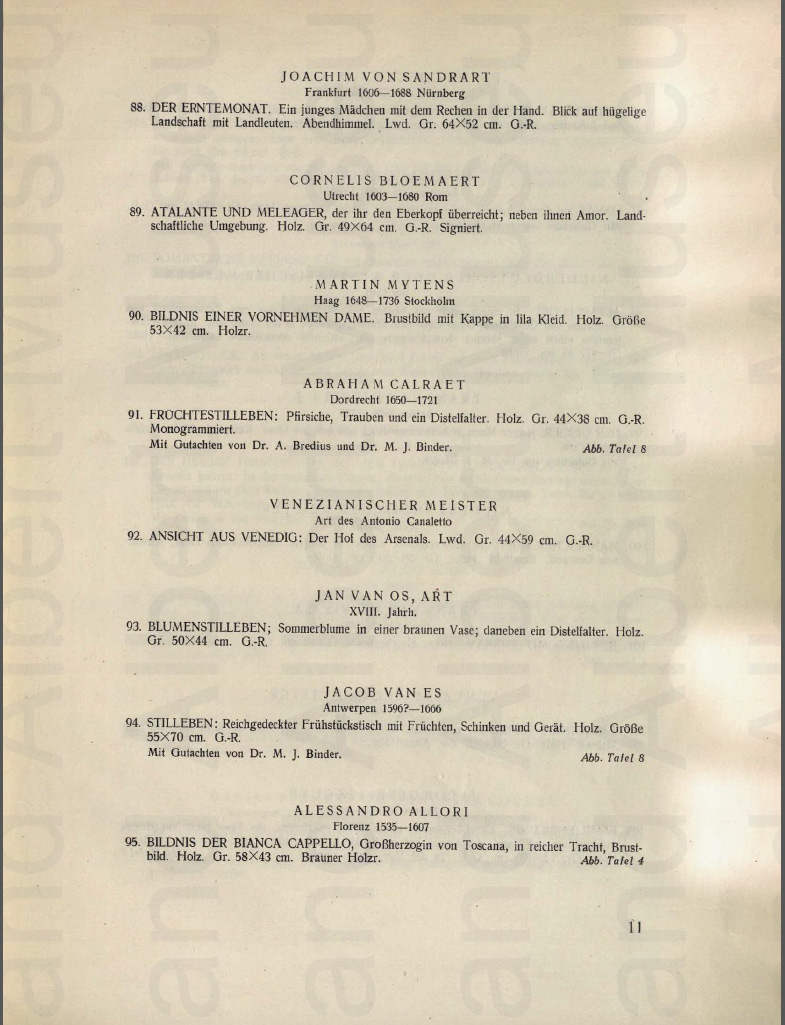 JOACHIM VON SANDRART
Frankfurt 1606—1688 Nürnberg
88. DER ERNTEMONAT. Ein junges Mädchen mit dem Rechen in der Hand. Blick auf hügelige
Landschaft mit Landleuten. Abendhimmel. Lwd. Gr. 64×52 cm. G.-R.
CORNELIS BLOEMAERT
Utrecht 1603—1680 Rom
89. ATALANTE UND MELEAGER, der ihr den Eberkopf überreicht; neben ihnen Amor. Land-
schaftliche Umgebung. Holz. Gr. 49×64 cm. G.-R. Signiert.
MARTIN MYTENS
Haag 1648—1736 Stockholm
90. BILDNIS EINER VORNEHMEN DAME. Brustbild mit Kappe in lila Kleid. Holz. Größe
53×42 cm. Holzr.
ABRAHAM CALRAET
Dordrecht 1650—1721
91. FRÜCHTESTILLEBEN: Pfirsiche, Trauben und ein Distelfalter. Holz. Gr. 44×38 cm. G.-R.
Monogrammiert.
Mit Gutachten von Dr. A. Bredius und Dr. M. J. Binder. Abb. Tafel 8
VENEZIANISCHER MEISTER
Art des Antonio Canaletto
92. ANSICHT AUS VENEDIG: Der Hof des Arsenals. Lwd. Gr. 44×59 cm. G.-R.
JAN VAN OS, ART
XVIII. Jahrh.
93. BLUMENSTILLEBEN; Sommerblume in einer braunen Vase; daneben ein Distelfalter. Holz.
Gr. 50×44 cm. G.-R.
JACOB VAN ES
Antwerpen 1596?—1666
94. STILLEBEN: Reichgedeckter Frühstückstisch mit Früchten, Schinken und Gerät. Holz. Größe
55×70 cm. G.-R.
Mit Gutachten von Dr. M. J. Binder. Abb. Tafel 8
ALESSANDRO ALLORI
Florenz 1535—1607
95. BILDNIS DER BIANCA CAPPELLO, Großherzogin von Toscana, in reicher Tracht, Brust-
bild. Holz. Gr. 58×43 cm. Brauner Holzr. Abb. Tafel 4
11